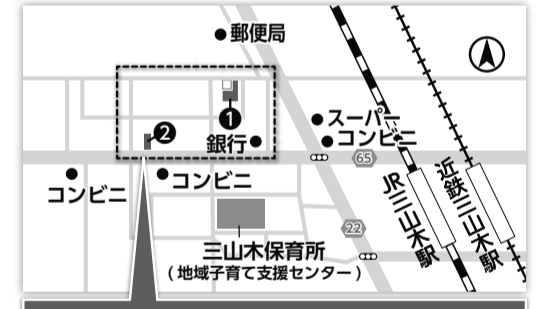 郵便局
❶
スーパー
❷
銀行
コンビニ
65
コンビニ
コンビニ
JR三山木駅
近鉄三山木駅
22
三山木保育所
(地域子育て支援センター)